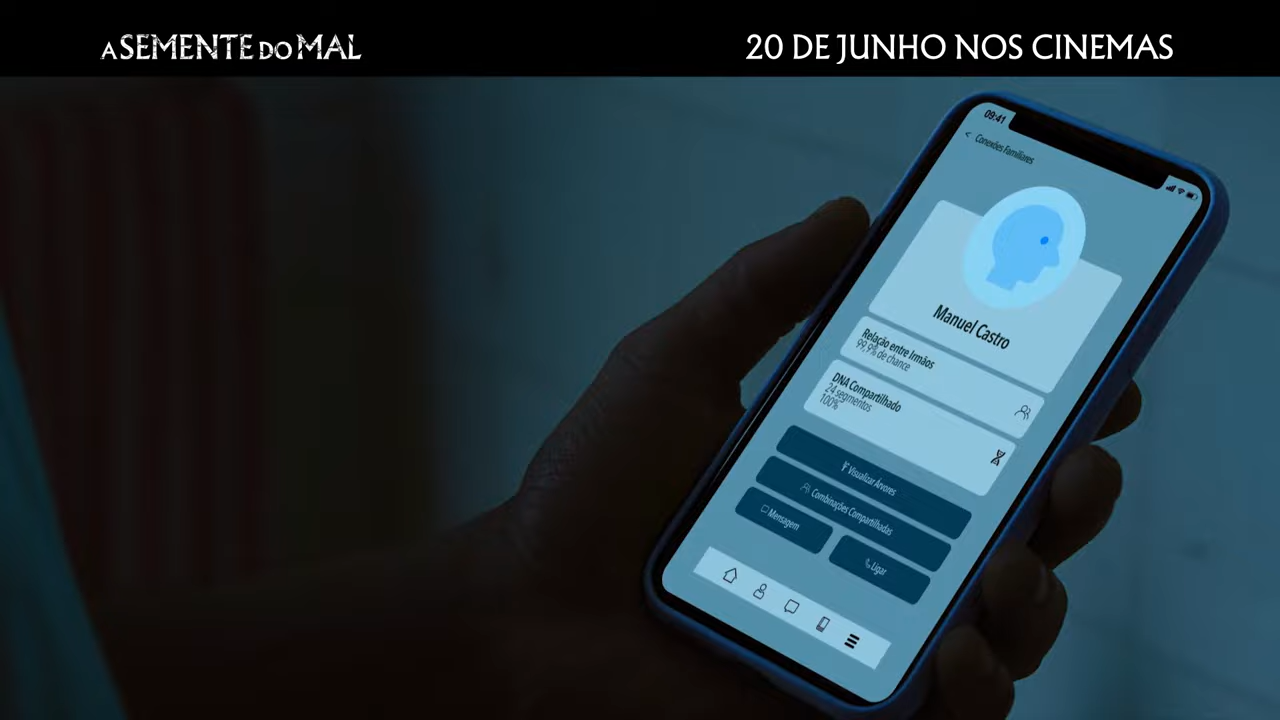 A SEMENTE DO MAL
20 DE JUNHO NOS CINEMAS
09:41
< Conexões Familiares
Manuel Castro
Relação entre Irmãos
99,9% de chance
DNA Compartilhado
24 segmentos
100%
Visualizar Árvores
Combinações Compartilhadas
Mensagem
Ligar